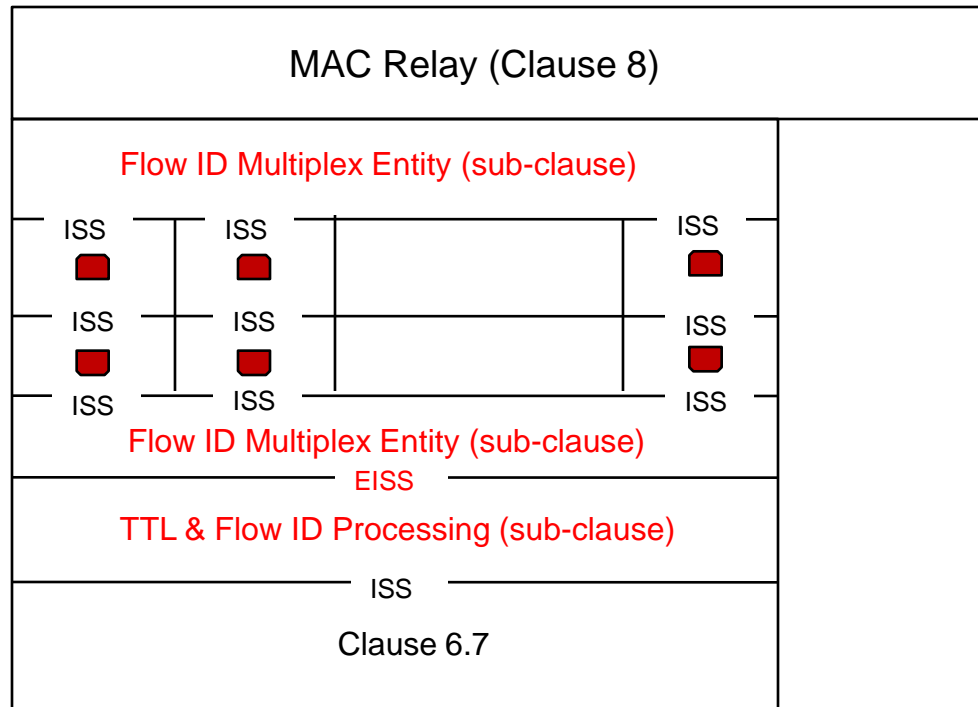 MAC Relay (Clause 8)
Flow ID Multiplex Entity (sub-clause)
ISS ISS ISS
ISS ISS ISS
ISS ISS ISS
Flow ID Multiplex Entity (sub-clause)
EISS
TTL & Flow ID Processing (sub-clause)
ISS
Clause 6.7